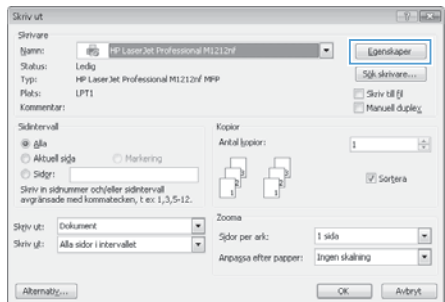 Skriv ut
Skrivare
Namn: HP LaserJet Professional M1212nf Egenskaper
Status: Ledig
Typ: HP LaserJet Professional M1212nf MFP Sök skrivare...
Plats: LPT1 Skriv till fil
Kommentar: Manuell duplex
Sidintervall
Alla
Aktuell sida Markering
Sidor:
Skriv in sidnummer och/eller sidintervall
avgränsade med kommatecken, t ex 1,3,5-12.
Kopior
Antal kopior: 1
Sortera
Skriv ut: Dokument
Skriv ut: Alla sidor i intervallet
Zooma
Sidor per ark: 1 sida
Anpassa efter papper: Ingen skalning
Alternativ... OK Avbryt